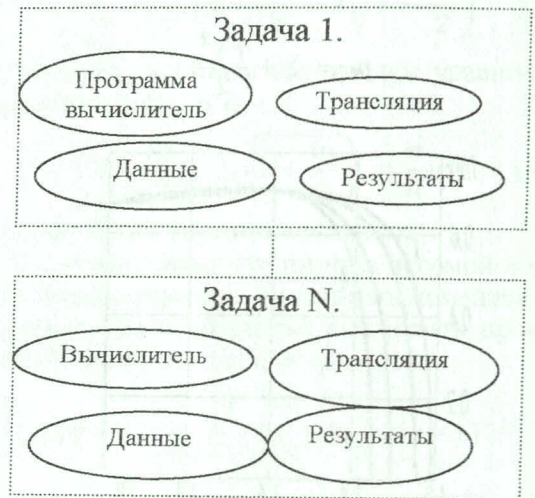 Задача 1.
Программа
вычислитель
Трансляция
Данные
Результаты
Задача N.
Вычислитель
Трансляция
Данные
Результаты